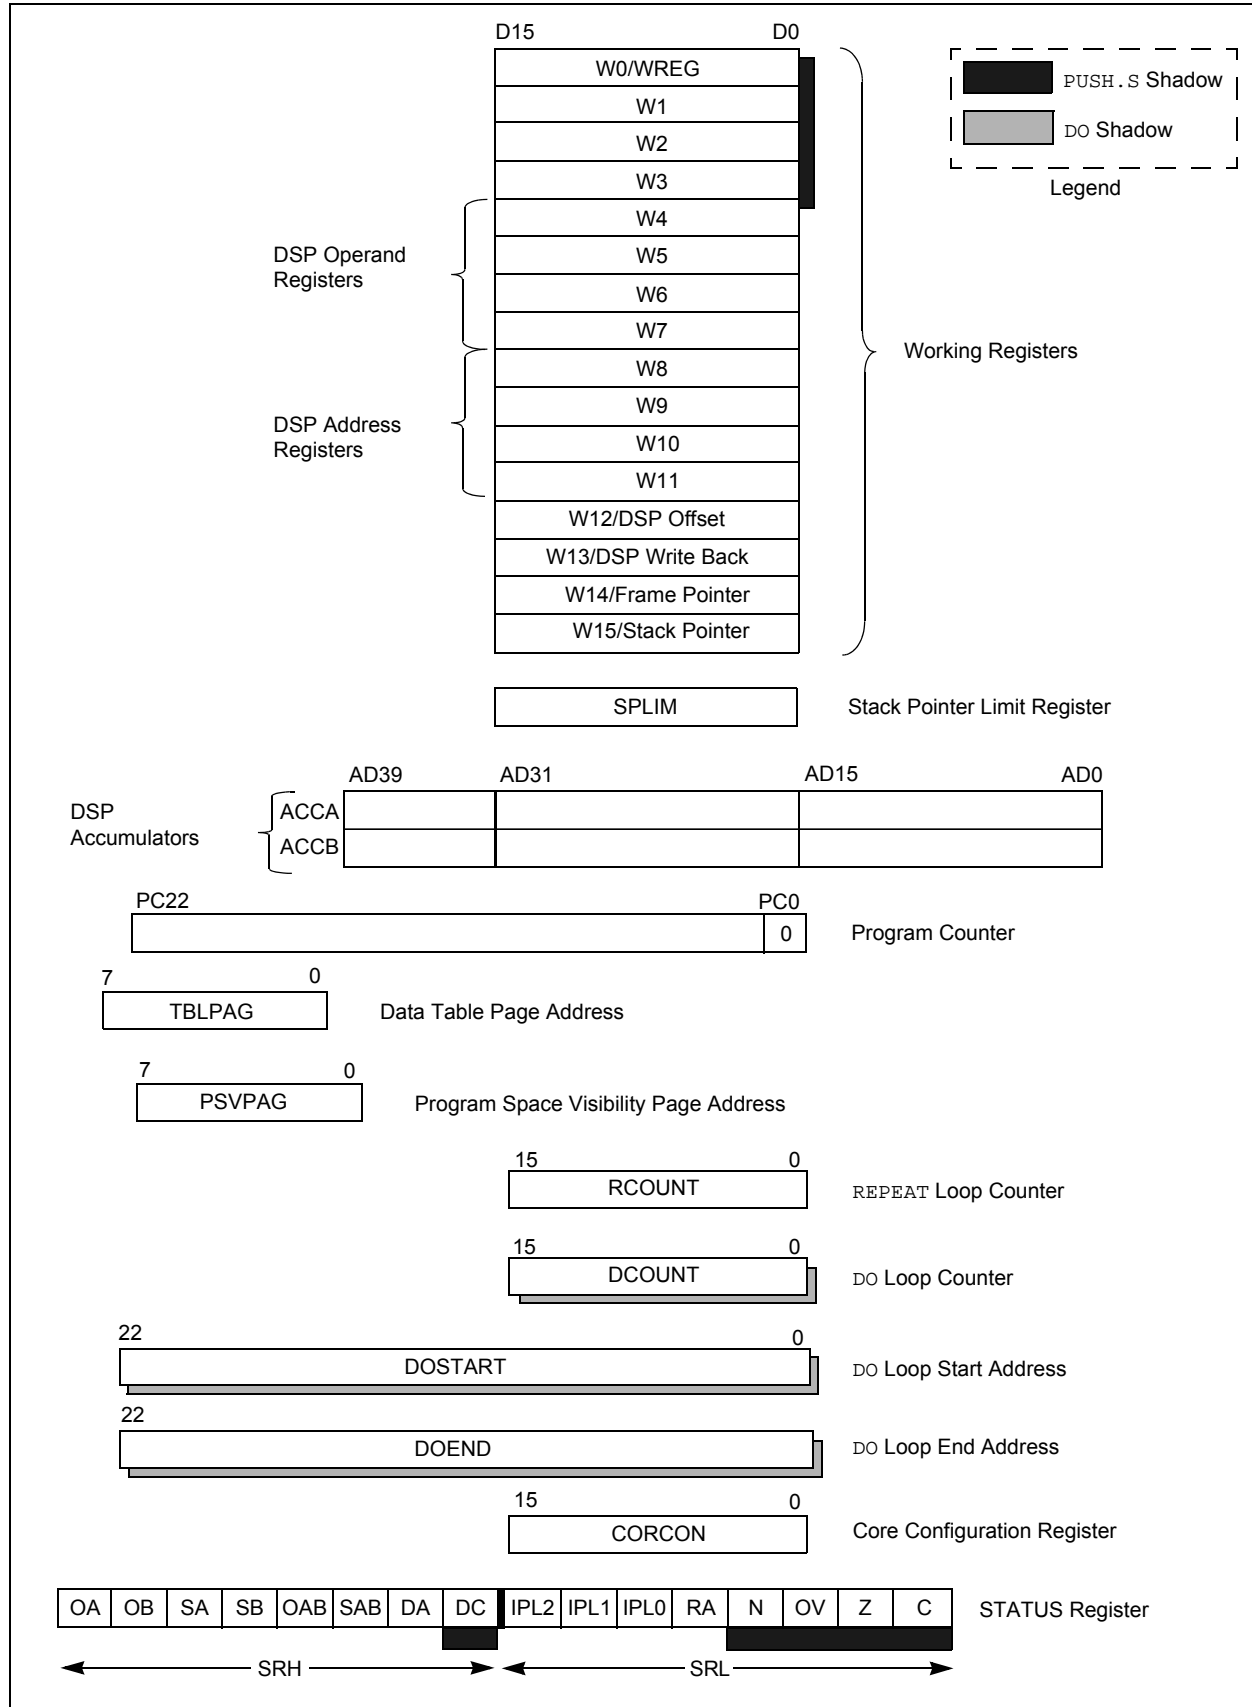 D15 D0
W0/WREG
W1
W2
W3
W4
W5
W6
W7
W8
W9
W10
W11
W12/DSP Offset
W13/DSP Write Back
W14/Frame Pointer
W15/Stack Pointer
PUSH.S Shadow
DO Shadow
Legend
DSP Operand
Registers
DSP Address
Registers
Working Registers
SPLIM Stack Pointer Limit Register
AD39 AD31 AD15 AD0
DSP
Accumulators
ACCA
ACCB
PC22 PC0
0 Program Counter
7 0
TBLPAG Data Table Page Address
7 0
PSVPAG Program Space Visibility Page Address
15 0
RCOUNT REPEAT Loop Counter
15 0
DCOUNT DO Loop Counter
22 0
DOSTART DO Loop Start Address
22
DOEND DO Loop End Address
15 0
CORCON Core Configuration Register
OA OB SA SB OAB SAB DA DC IPL2 IPL1 IPL0 RA N OV Z C STATUS Register
SRH SRL